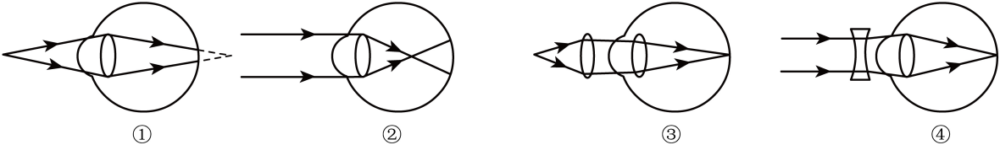 ① ② ③ ④